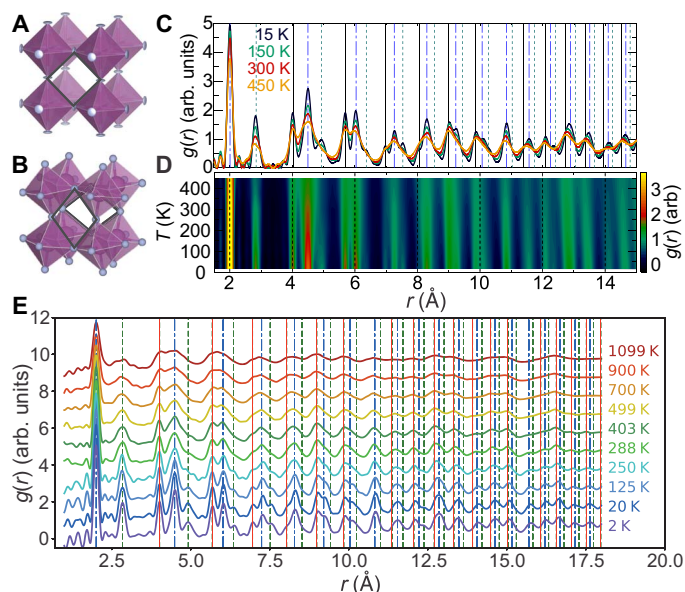 A
B
C
5
4
3
2
1
0
g(r) (arb. units)
15 K
150 K
300 K
450 K
D
400
300
200
100
0
T (K)
2
4
6
8
10
12
14
r (Å)
3
2
1
0
g(r) (arb)
E
12
10
8
6
4
2
0
g(r) (arb. units)
1099 K
900 K
700 K
499 K
403 K
288 K
250 K
125 K
20 K
2 K
2.5
5.0
7.5
10.0
12.5
15.0
17.5
20.0
r (Å)